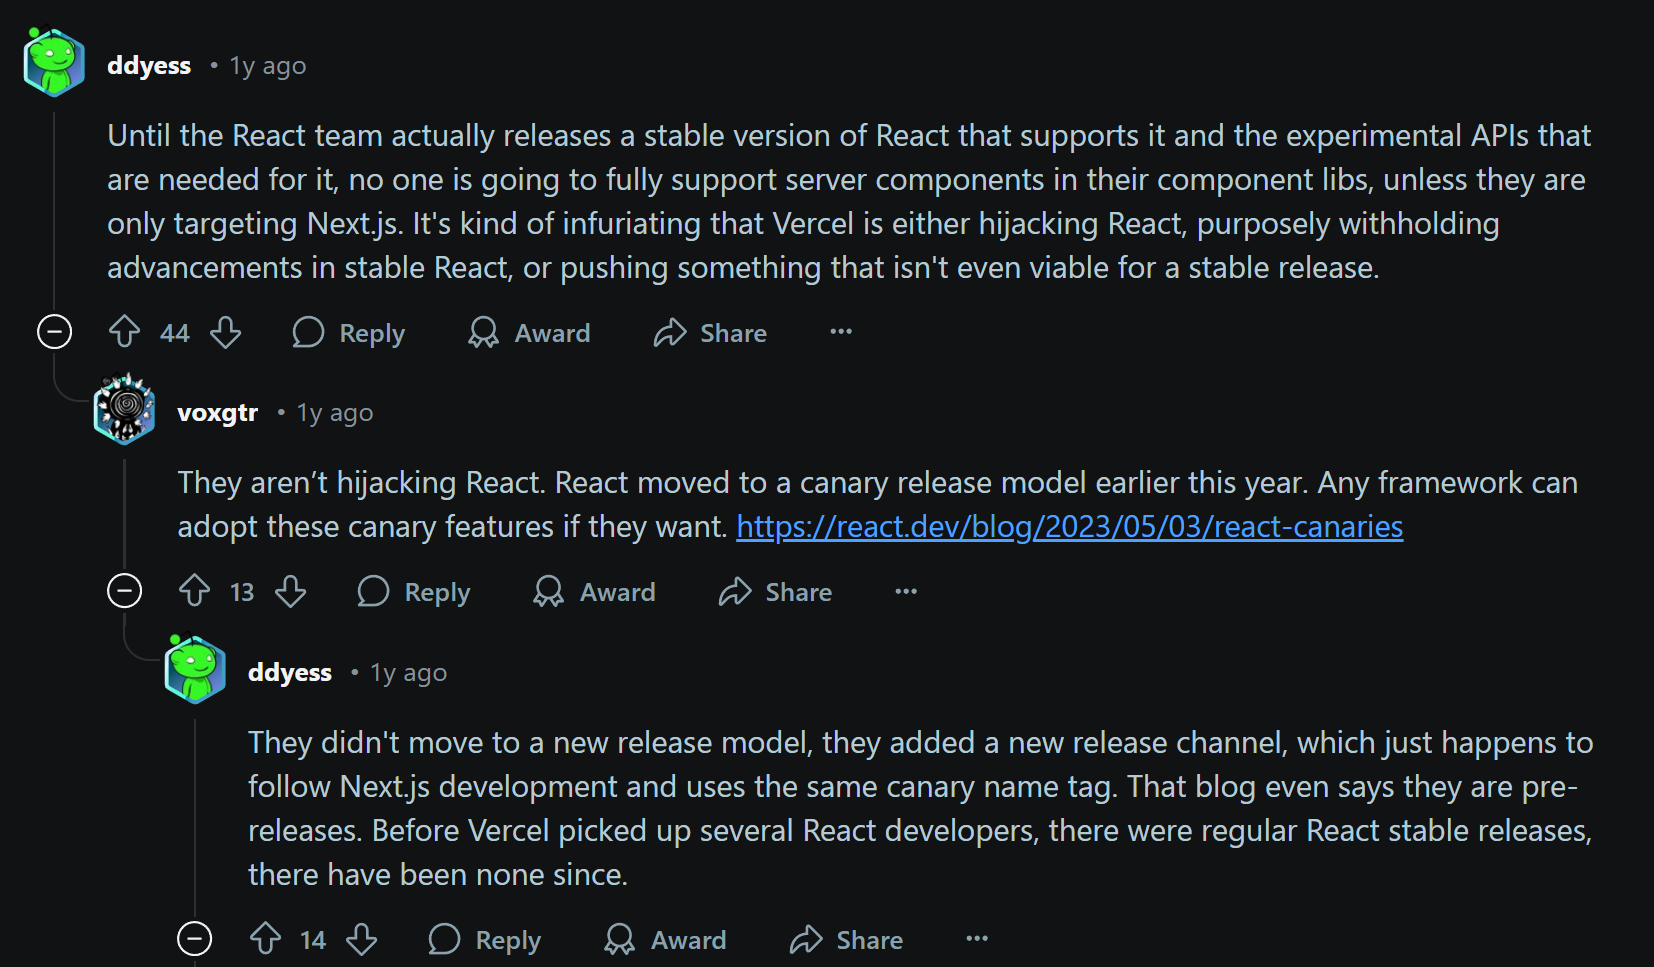 ddyess • 1y ago
Until the React team actually releases a stable version of React that supports it and the experimental APIs that
are needed for it, no one is going to fully support server components in their component libs, unless they are
only targeting Next.js. It's kind of infuriating that Vercel is either hijacking React, purposely withholding
advancements in stable React, or pushing something that isn't even viable for a stable release.
44 Reply Award Share ···
voxgtr • 1y ago
They aren’t hijacking React. React moved to a canary release model earlier this year. Any framework can
adopt these canary features if they want. https://react.dev/blog/2023/05/03/react-canaries
13 Reply Award Share ···
ddyess • 1y ago
They didn't move to a new release model, they added a new release channel, which just happens to
follow Next.js development and uses the same canary name tag. That blog even says they are pre-
releases. Before Vercel picked up several React developers, there were regular React stable releases,
there have been none since.
14 Reply Award Share ···